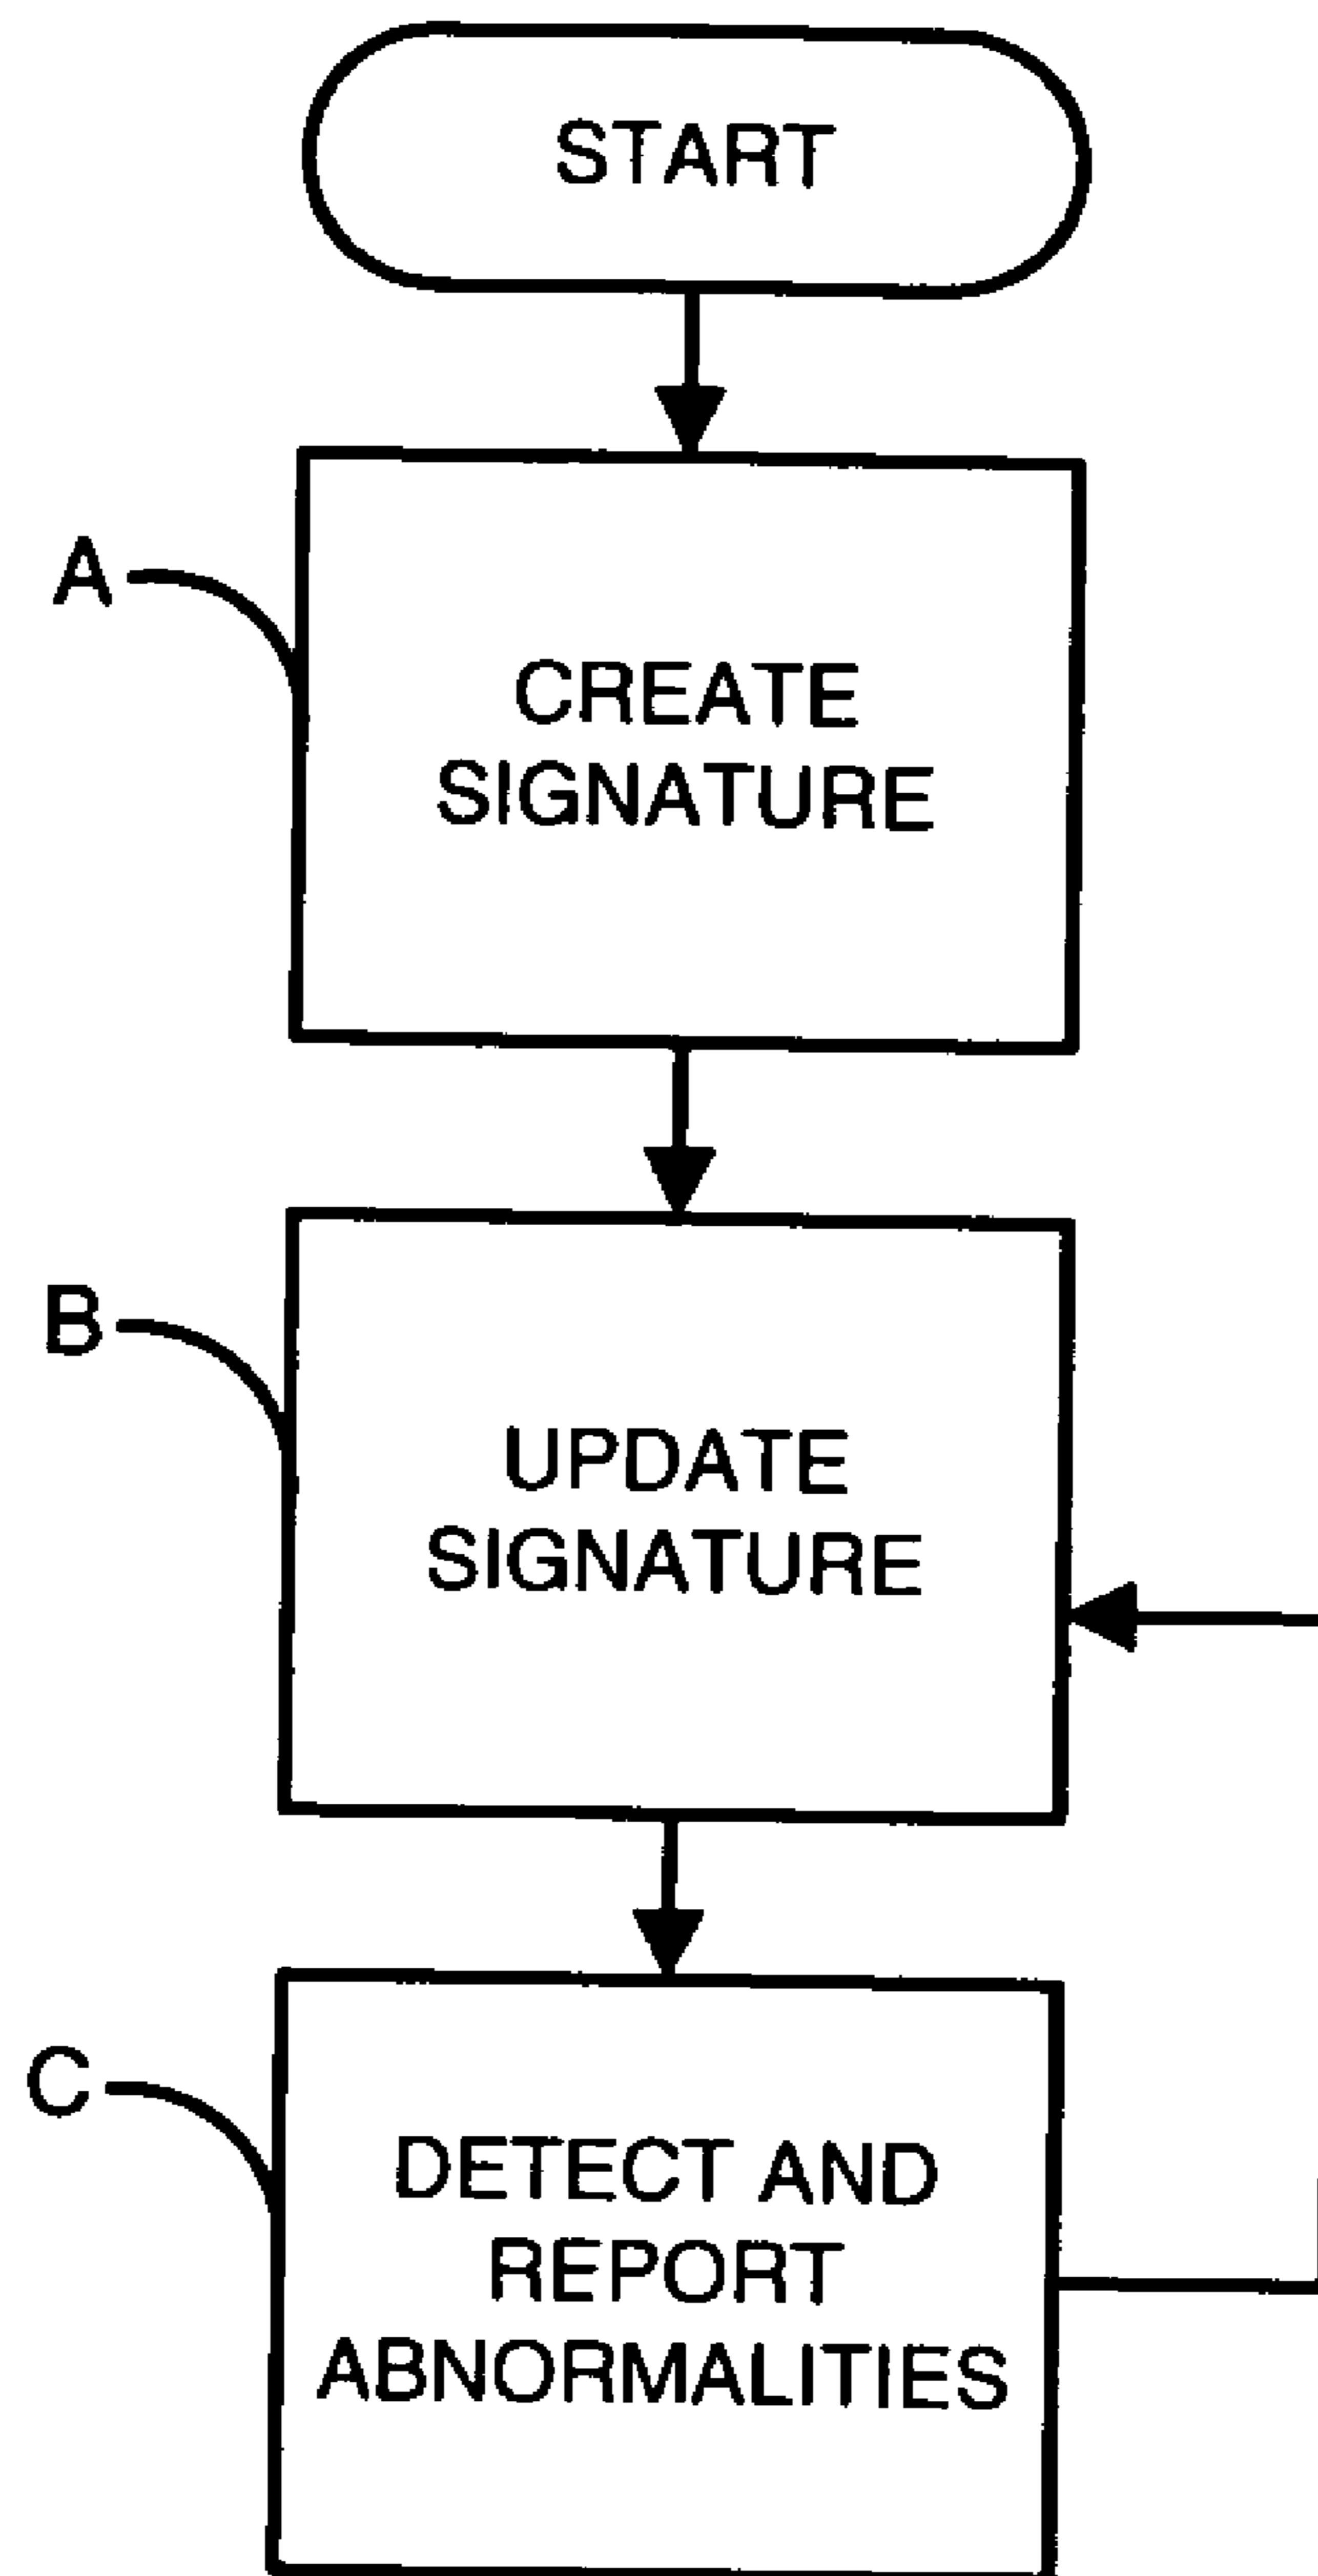 START
A
CREATE
SIGNATURE
B
UPDATE
SIGNATURE
C
DETECT AND
REPORT
ABNORMALITIES